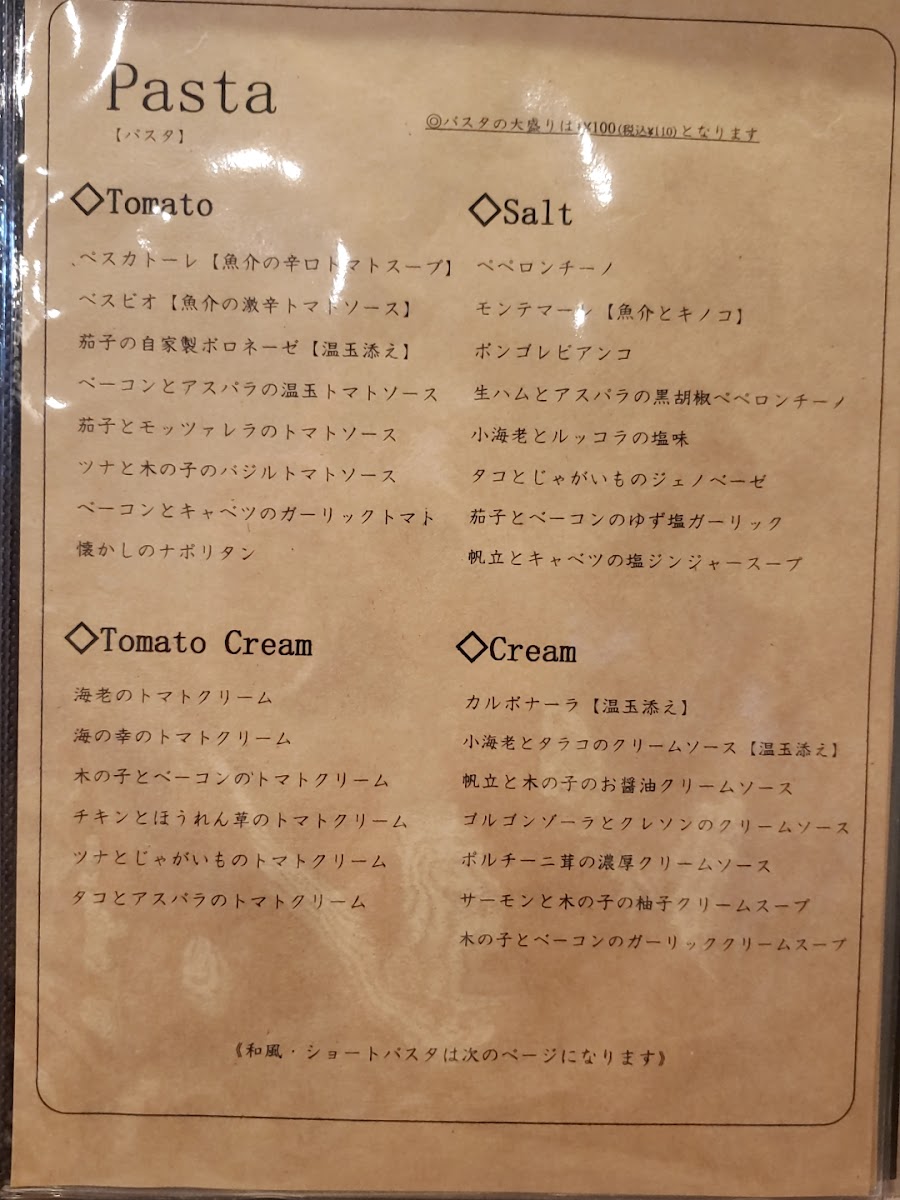 Pasta
【パスタ】
◎パスタの大盛りは+¥100(税込¥110)となります
◇Tomato
ペスカトーレ【魚介の辛口トマトスープ】
ベスビオ【魚介の激辛トマトソース】
茄子の自家製ボロネーゼ【温玉添え】
ベーコンとアスパラの温玉トマトソース
茄子とモッツァレラのトマトソース
ツナと木の子のバジルトマトソース
ベーコンとキャベツのガーリックトマト
懐かしのナポリタン
◇Salt
ペペロンチーノ
モンテマーレ【魚介とキノコ】
ボンゴレビアンコ
生ハムとアスパラの黒胡椒ペペロンチーノ
小海老とルッコラの塩味
タコとじゃがいものジェノベーゼ
茄子とベーコンのゆず塩ガーリック
帆立とキャベツの塩ジンジャースープ
◇Tomato Cream
海老のトマトクリーム
海の幸のトマトクリーム
木の子とベーコンのトマトクリーム
チキンとほうれん草のトマトクリーム
ツナとじゃがいものトマトクリーム
タコとアスパラのトマトクリーム
◇Cream
カルボナーラ【温玉添え】
小海老とタラコのクリームソース【温玉添え】
帆立と木の子のお醤油クリームソース
ゴルゴンゾーラとクレソンのクリームソース
ポルチーニ茸の濃厚クリームソース
サーモンと木の子の柚子クリームスープ
木の子とベーコンのガーリッククリームスープ
《和風・ショートパスタは次のページになります》